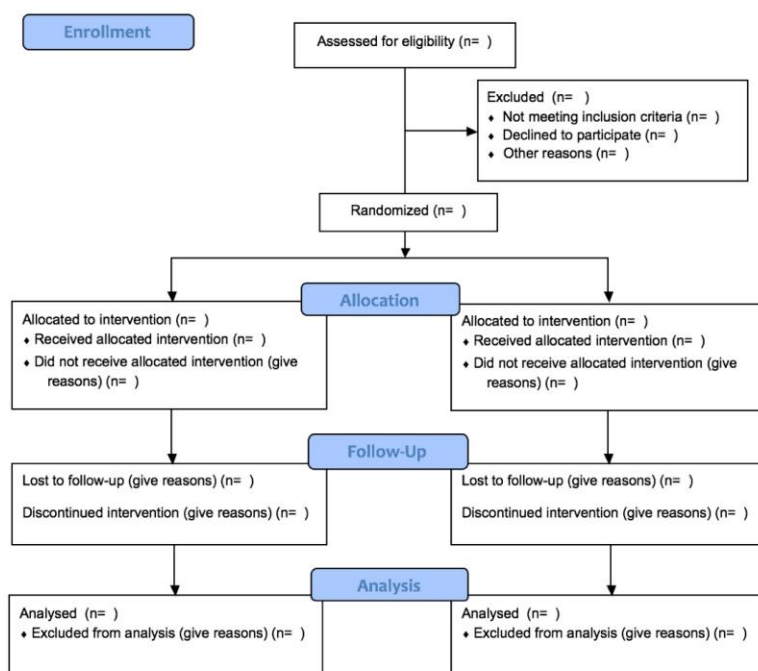 Enrollment
Assessed for eligibility (n=  )
Excluded  (n=  )
♦ Not meeting inclusion criteria (n=  )
♦ Declined to participate (n=  )
♦ Other reasons (n=  )
Randomized (n=  )
Allocation
Allocated to intervention (n=  )
♦ Received allocated intervention (n=  )
♦ Did not receive allocated intervention (give
reasons) (n=  )
Allocated to intervention (n=  )
♦ Received allocated intervention (n=  )
♦ Did not receive allocated intervention (give
reasons) (n=  )
Follow-Up
Lost to follow-up (give reasons) (n=  )
Discontinued intervention (give reasons) (n=  )
Lost to follow-up (give reasons) (n=  )
Discontinued intervention (give reasons) (n=  )
Analysis
Analysed  (n=  )
♦ Excluded from analysis (give reasons) (n=  )
Analysed  (n=  )
♦ Excluded from analysis (give reasons) (n=  )